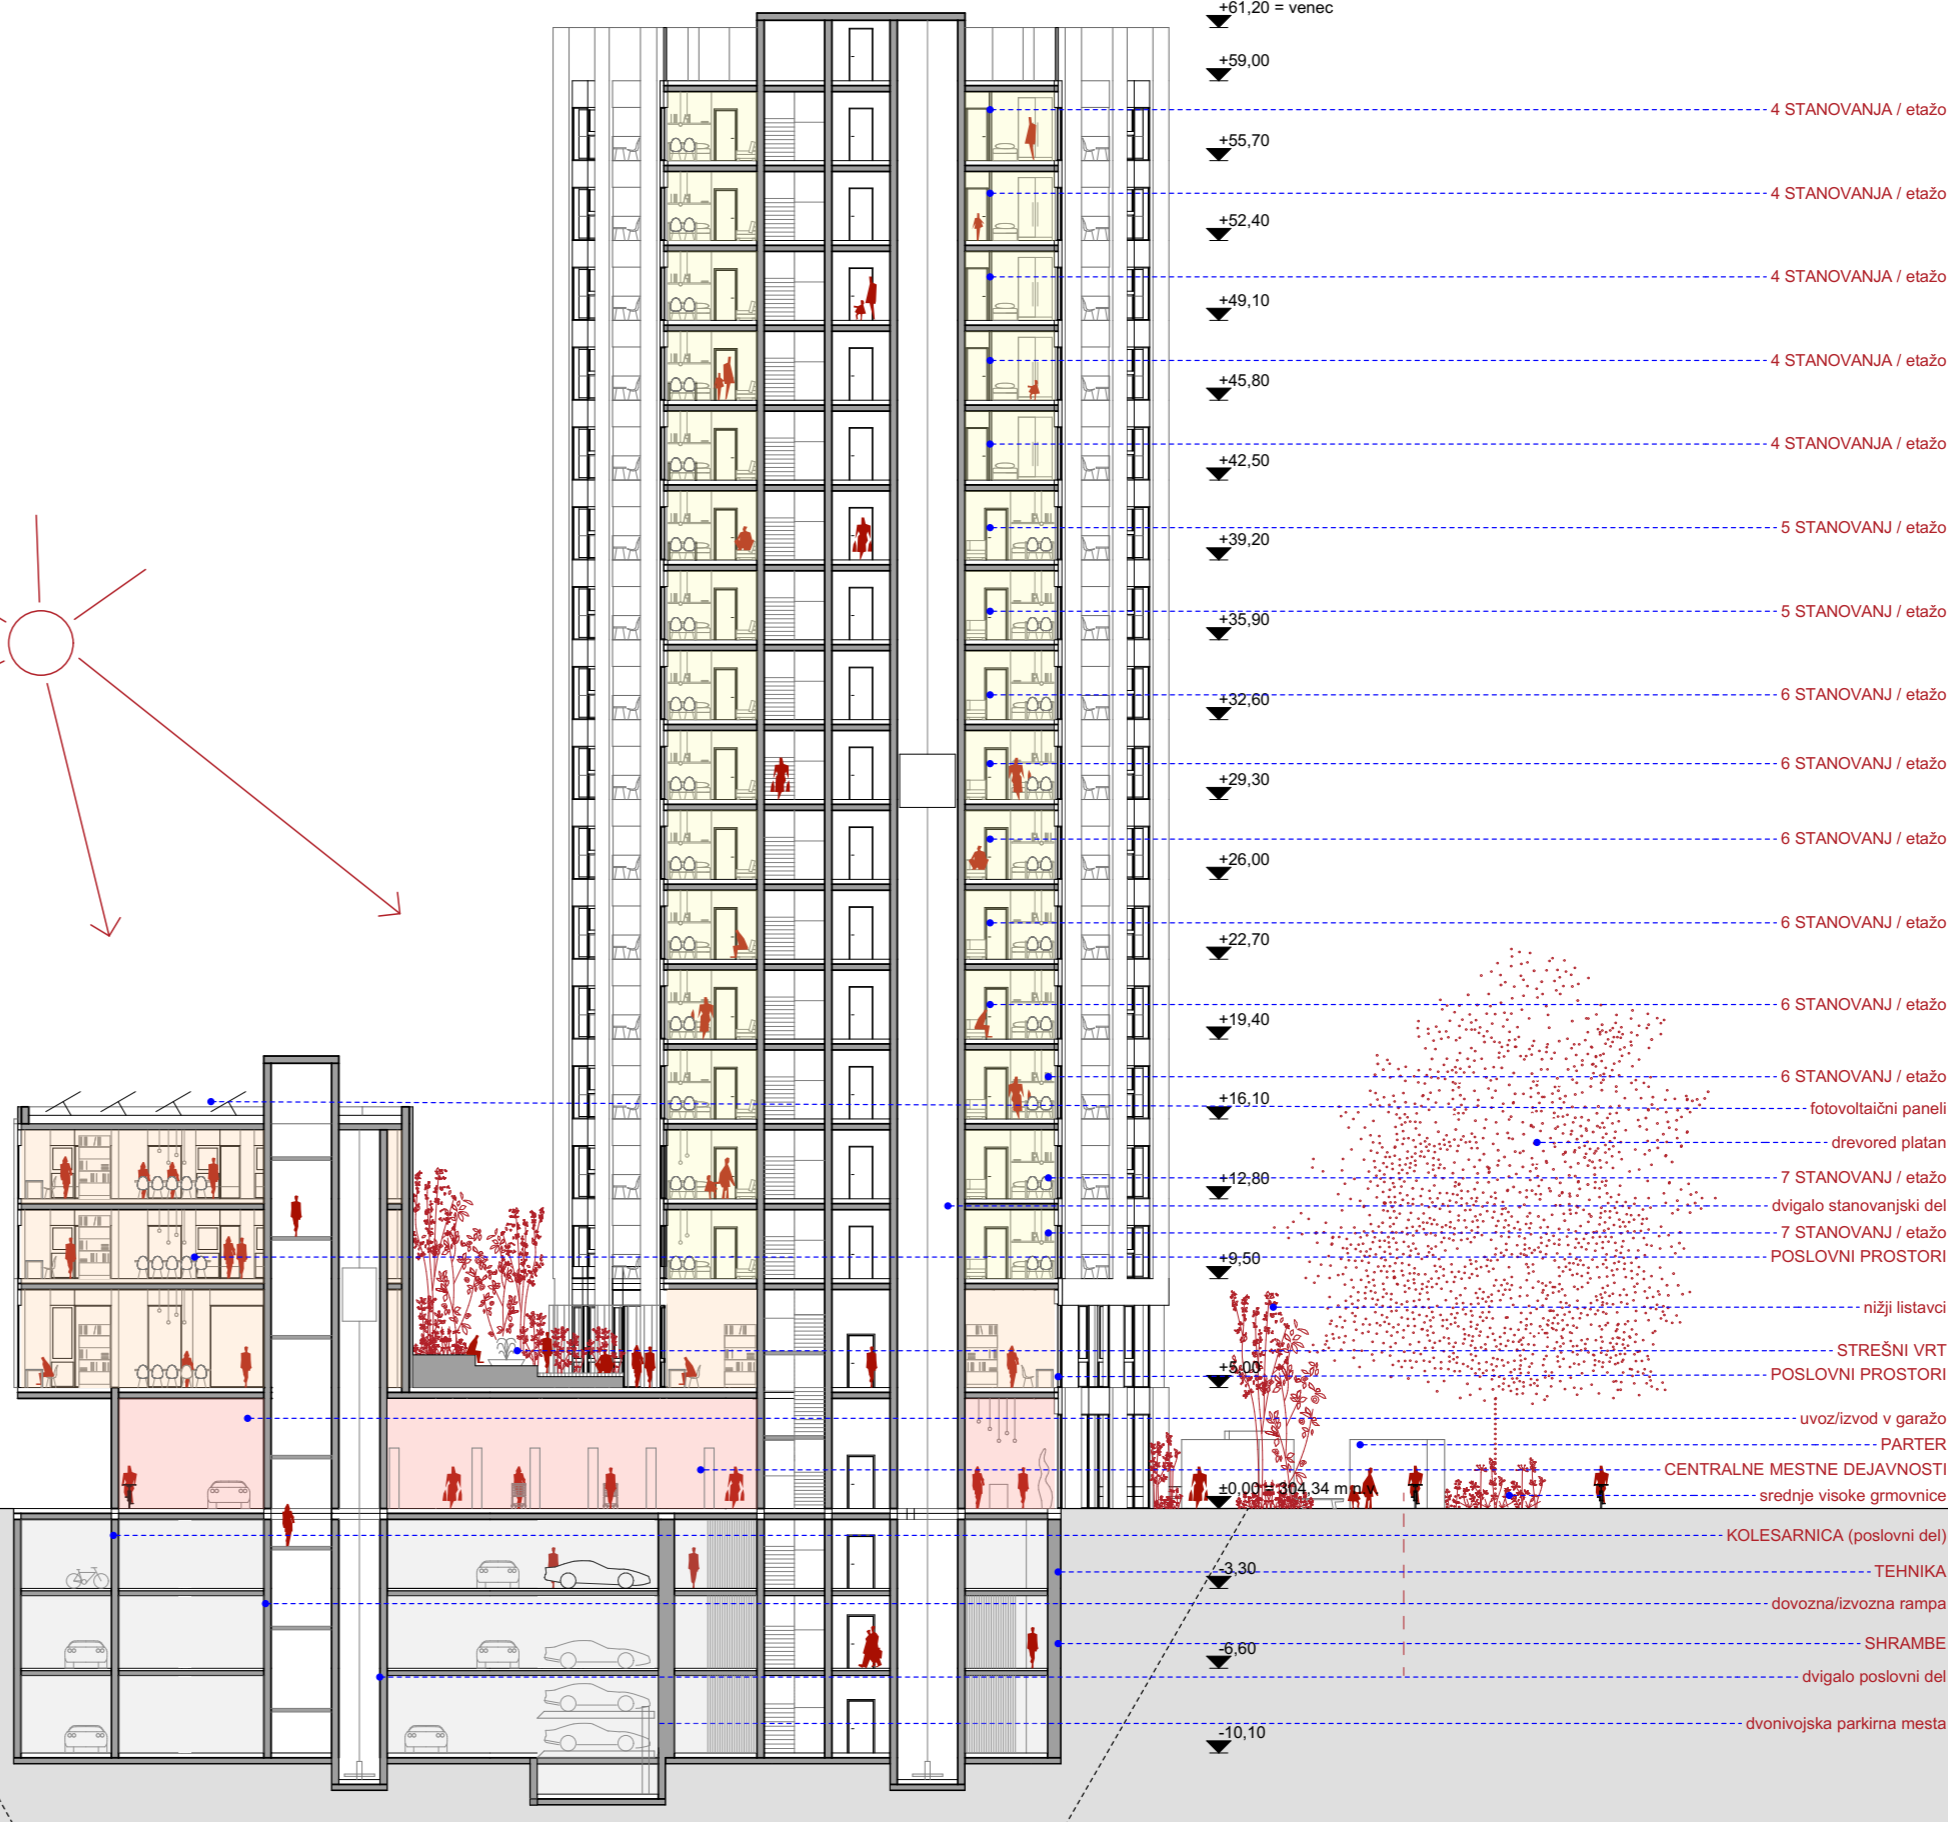 +61,20 = venec
+59,00
4 STANOVANJA / etažo
+55,70
4 STANOVANJA / etažo
+52,40
4 STANOVANJA / etažo
+49,10
4 STANOVANJA / etažo
+45,80
4 STANOVANJA / etažo
+42,50
5 STANOVANJ / etažo
+39,20
5 STANOVANJ / etažo
+35,90
6 STANOVANJ / etažo
+32,60
6 STANOVANJ / etažo
+29,30
6 STANOVANJ / etažo
+26,00
6 STANOVANJ / etažo
+22,70
6 STANOVANJ / etažo
+19,40
6 STANOVANJ / etažo
+16,10
fotovoltaični paneli
drevored platan
+12,80
7 STANOVANJ / etažo
dvigalo stanovanjski del
7 STANOVANJ / etažo
+9,50
POSLOVNI PROSTORI
nižji listavci
STREŠNI VRT
+5,00
POSLOVNI PROSTORI
uvoz/izvod v garažo
PARTER
CENTRALNE MESTNE DEJAVNOSTI
±0,00 = 304,34 m n.v.
srednje visoke grmovnice
KOLESARNICA (poslovni del)
-3,30
TEHNIKA
dovozna/izvozna rampa
SHRAMBE
-6,60
dvigalo poslovni del
dvonivojska parkirna mesta
-10,10